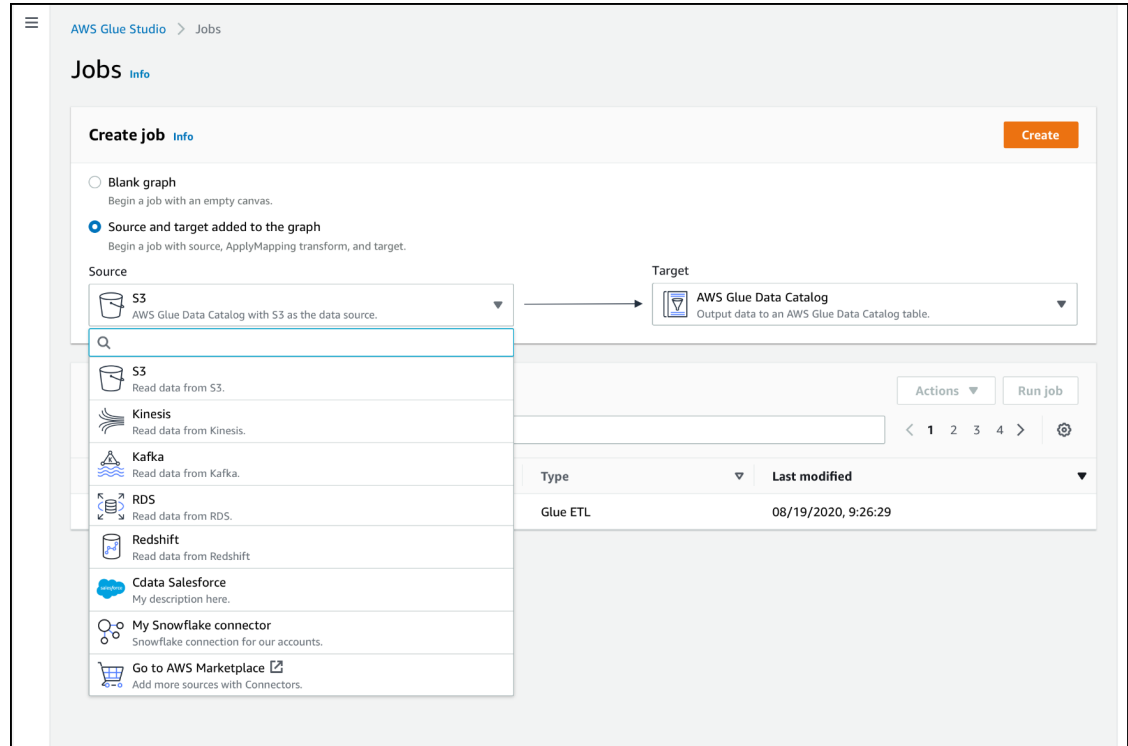 AWS Glue Studio > Jobs
Jobs Info
Create job Info
Create
Blank graph
Begin a job with an empty canvas.
Source and target added to the graph
Begin a job with source, ApplyMapping transform, and target.
Source
Target
S3
AWS Glue Data Catalog with S3 as the data source.
AWS Glue Data Catalog
Output data to an AWS Glue Data Catalog table.
S3
Read data from S3.
Kinesis
Read data from Kinesis.
Kafka
Read data from Kafka.
RDS
Read data from RDS.
Redshift
Read data from Redshift
salesforce
Cdata Salesforce
My description here.
My Snowflake connector
Snowflake connection for our accounts.
Go to AWS Marketplace
Add more sources with Connectors.
Actions
Run job
< 1 2 3 4 >
Type
Last modified
Glue ETL
08/19/2020, 9:26:29